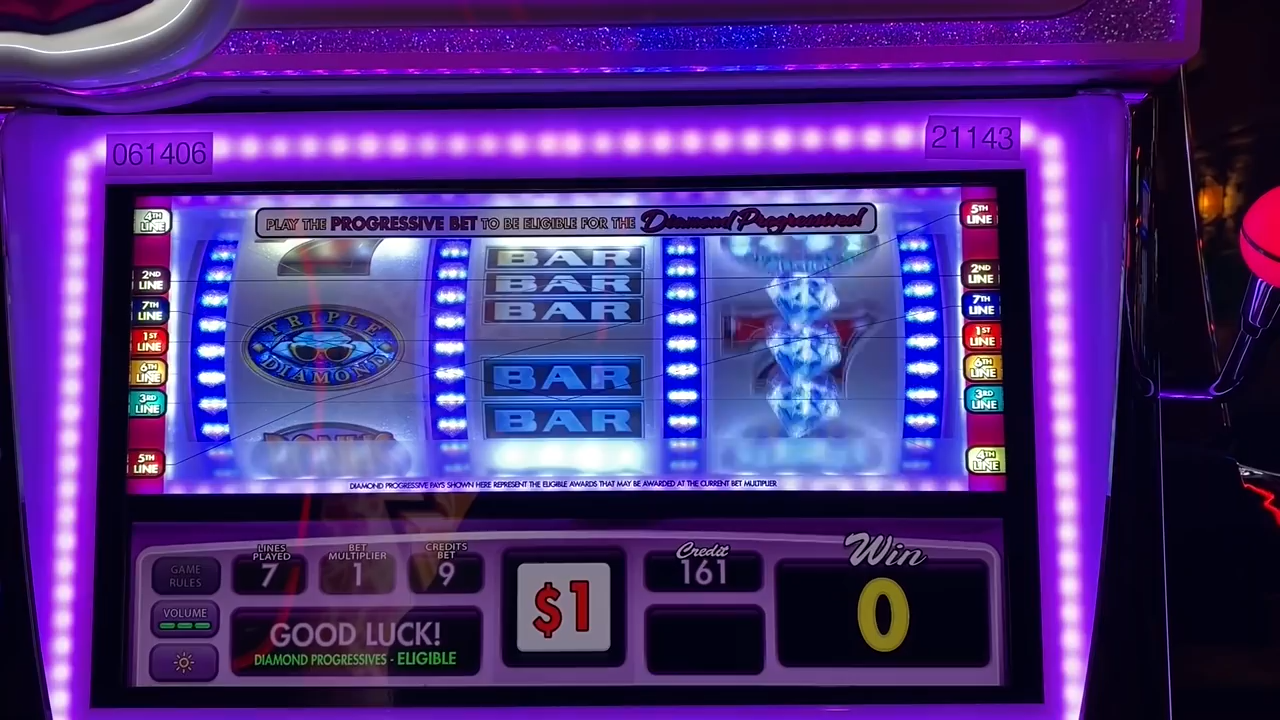 061406
21143
PLAY THE PROGRESSIVE BET TO BE ELIGIBLE FOR THE Diamond Progressives!
4TH LINE
5TH LINE
2ND LINE
2ND LINE
7TH LINE
7TH LINE
1ST LINE
1ST LINE
6TH LINE
6TH LINE
3RD LINE
3RD LINE
5TH LINE
4TH LINE
BAR
BAR
BAR
TRIPLE DIAMOND
BAR
BAR
7
DIAMOND PROGRESSIVE PAYS SHOWN HERE REPRESENT THE ELIGIBLE AWARDS THAT MAY BE AWARDED AT THE CURRENT BET MULTIPLIER
GAME RULES
VOLUME
LINES PLAYED
7
BET MULTIPLIER
1
CREDITS BET
9
GOOD LUCK!
DIAMOND PROGRESSIVES - ELIGIBLE
$1
Credit
161
Win
0